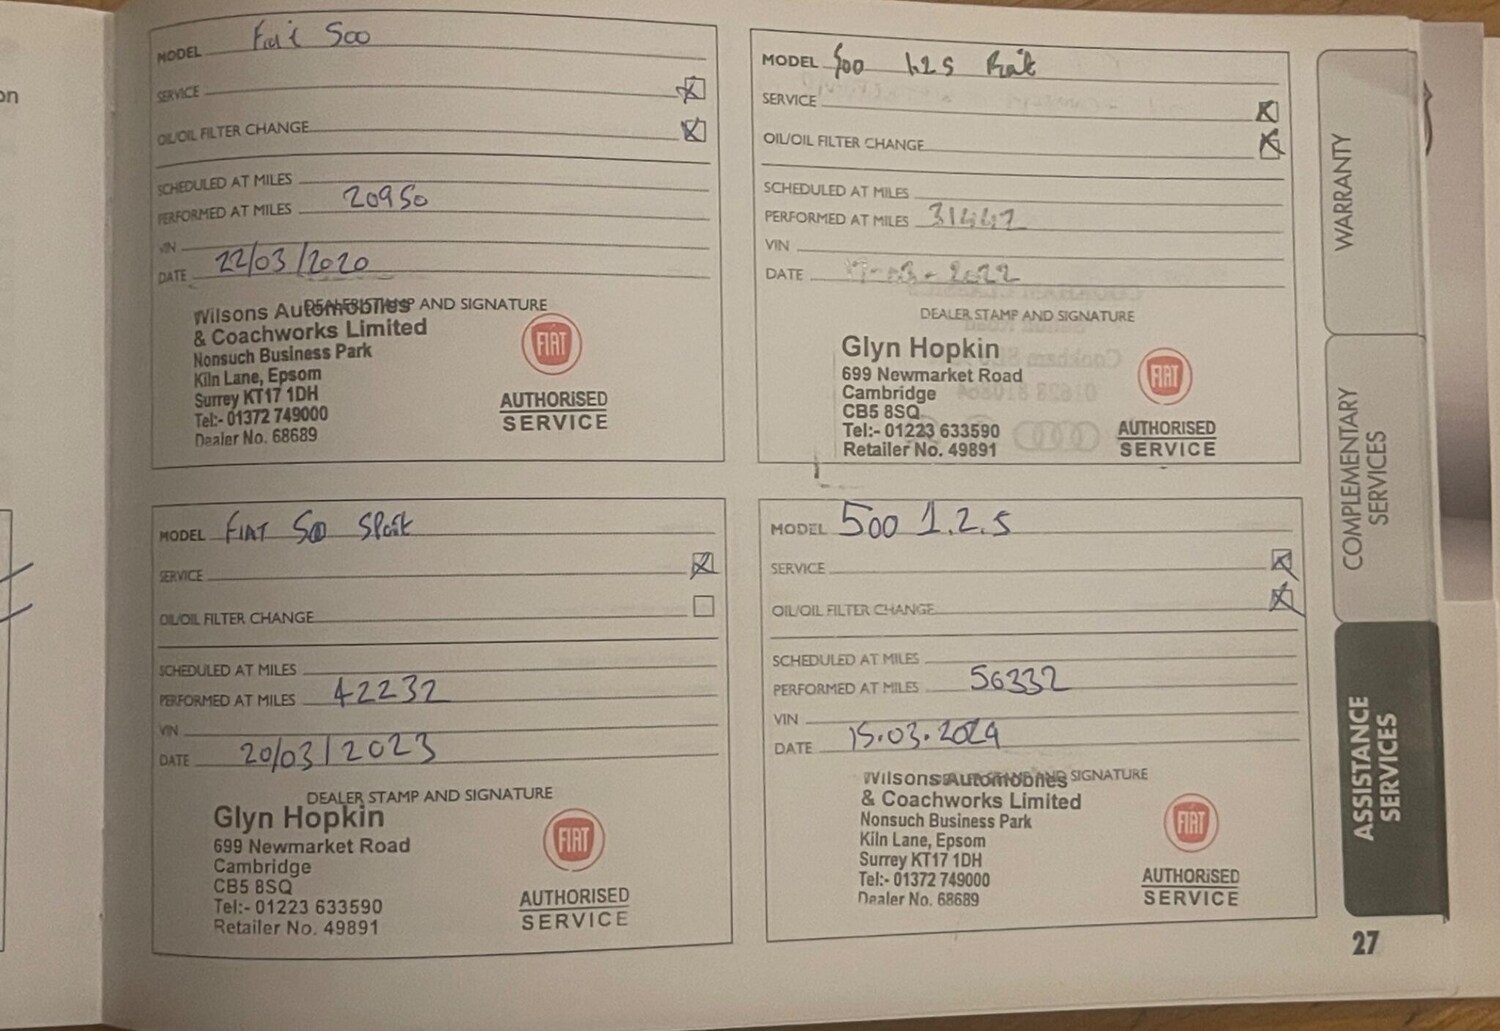 on
MODEL Fiat 500
SERVICE
OIL/OIL FILTER CHANGE
SCHEDULED AT MILES
PERFORMED AT MILES 20950
VIN
DATE 22/03/2020
DEALER STAMP AND SIGNATURE
Wilsons Automobiles
& Coachworks Limited
Nonsuch Business Park
Kiln Lane, Epsom
Surrey KT17 1DH
Tel:- 01372 749000
Dealer No. 68689
FIAT
AUTHORISED
SERVICE
MODEL 500 1.2 S
SERVICE
OIL/OIL FILTER CHANGE
SCHEDULED AT MILES
PERFORMED AT MILES 31442
VIN
DATE 03-2022
DEALER STAMP AND SIGNATURE
Glyn Hopkin
699 Newmarket Road
Cambridge
CB5 8SQ
Tel:- 01223 633590
Retailer No. 49891
FIAT
AUTHORISED
SERVICE
MODEL FIAT 500 Sport
SERVICE
OIL/OIL FILTER CHANGE
SCHEDULED AT MILES
PERFORMED AT MILES 42232
VIN
DATE 20/03/2023
DEALER STAMP AND SIGNATURE
Glyn Hopkin
699 Newmarket Road
Cambridge
CB5 8SQ
Tel:- 01223 633590
Retailer No. 49891
FIAT
AUTHORISED
SERVICE
MODEL 500 1.2.S
SERVICE
OIL/OIL FILTER CHANGE
SCHEDULED AT MILES
PERFORMED AT MILES 56332
VIN
DATE 15.03.2024
DEALER STAMP AND SIGNATURE
Wilsons Automobiles
& Coachworks Limited
Nonsuch Business Park
Kiln Lane, Epsom
Surrey KT17 1DH
Tel:- 01372 749000
Dealer No. 68689
FIAT
AUTHORISED
SERVICE
WARRANTY
COMPLEMENTARY
SERVICES
ASSISTANCE
SERVICES
27